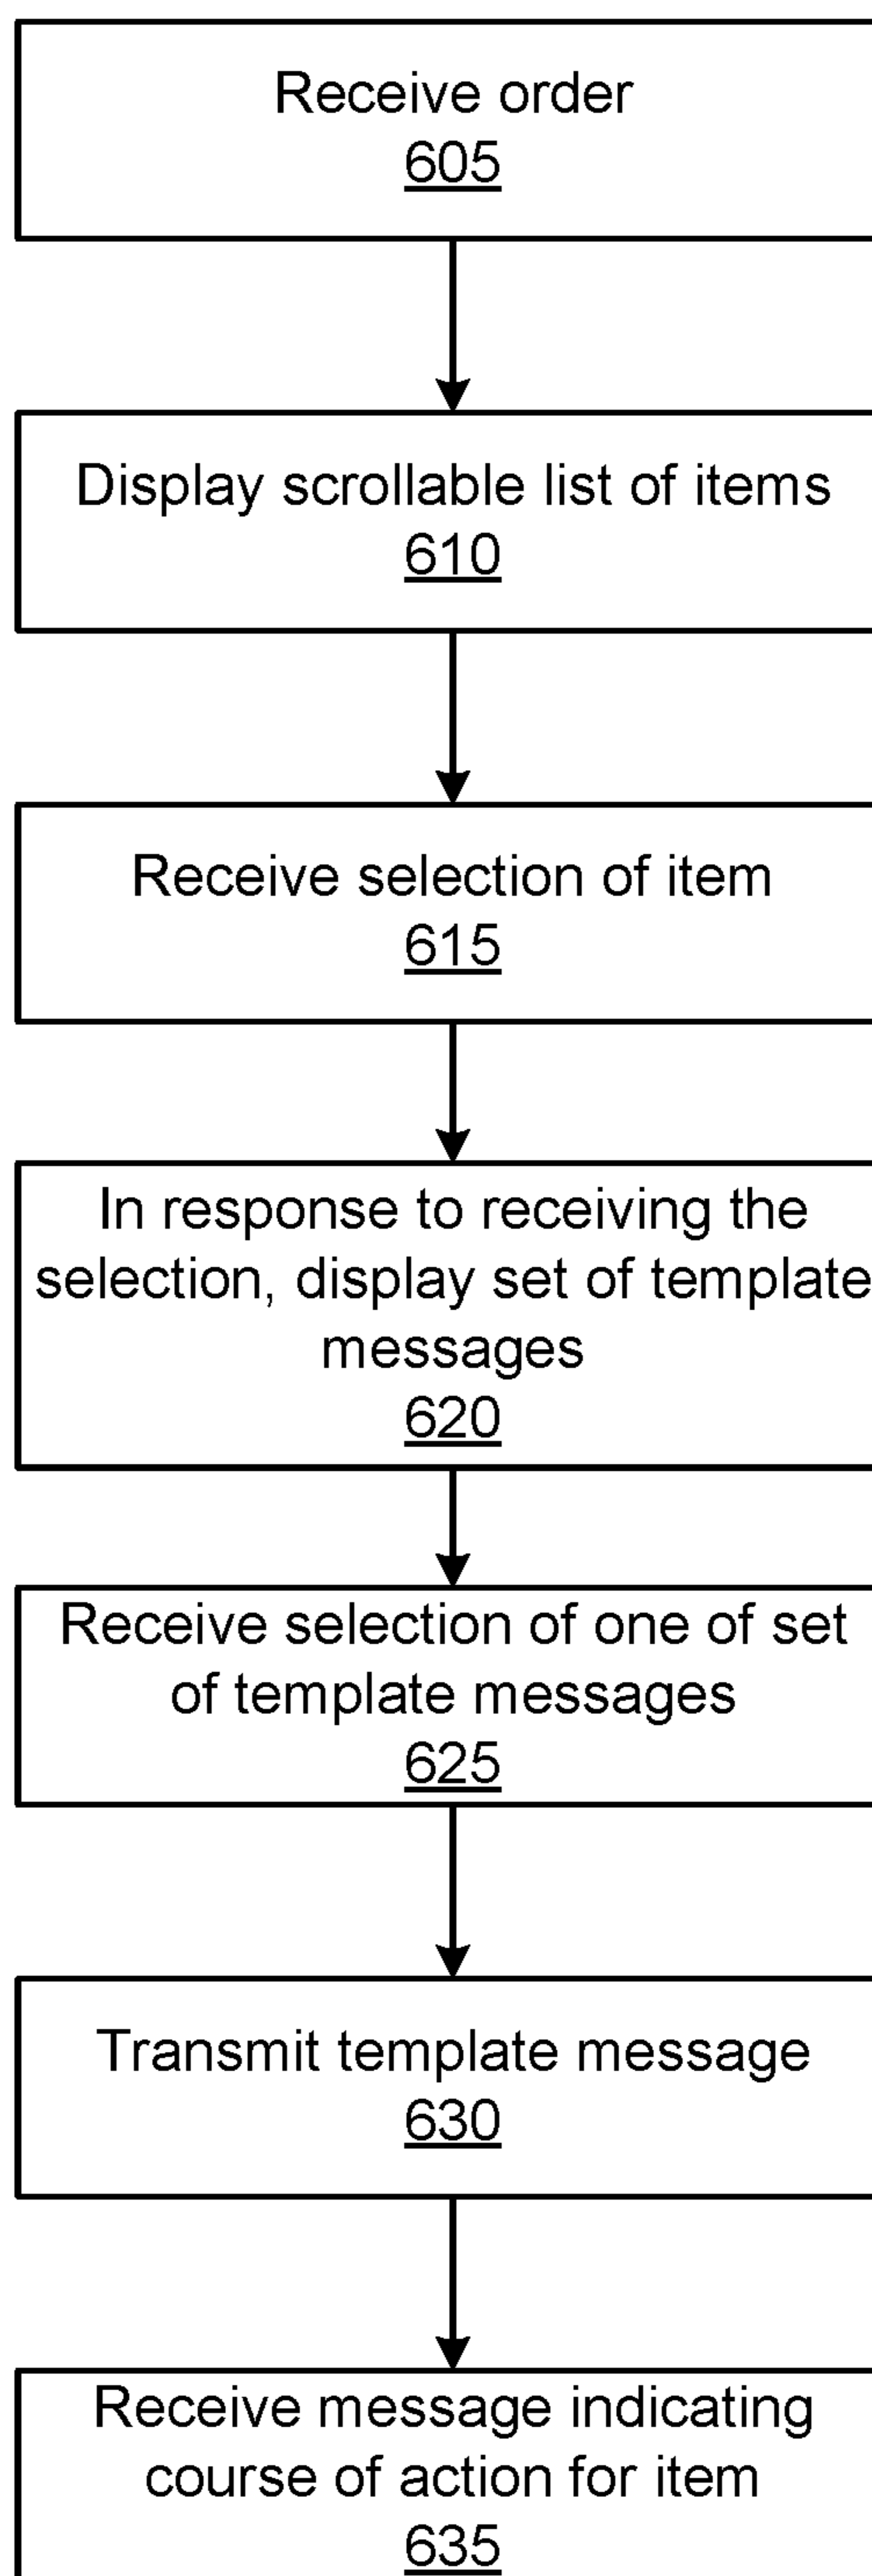 Receive order
605
Display scrollable list of items
610
Receive selection of item
615
In response to receiving the
selection, display set of template
messages
620
Receive selection of one of set
of template messages
625
Transmit template message
630
Receive message indicating
course of action for item
635